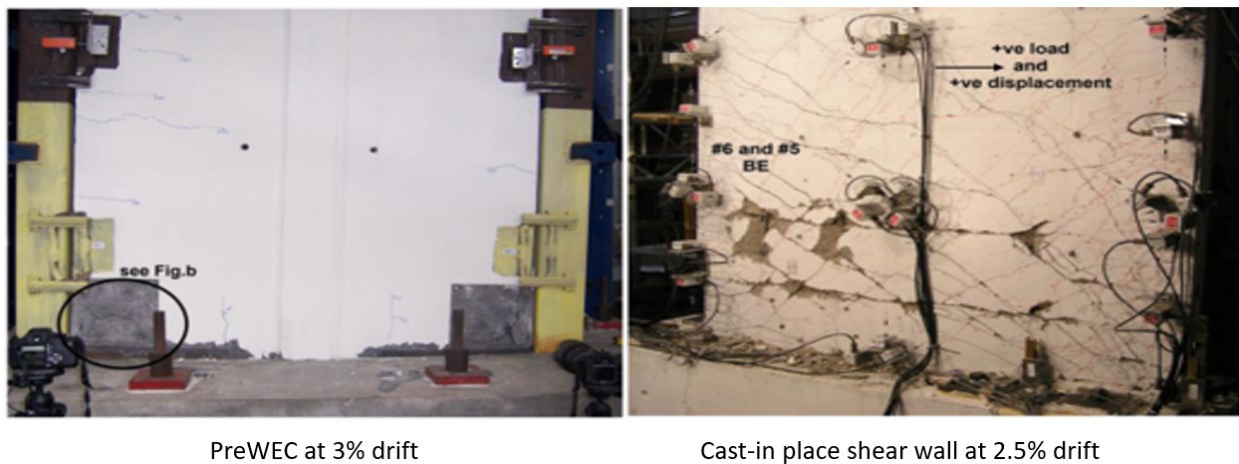 see Fig.b
+ve load
and
+ve displacement
#6 and #5
BE
PreWEC at 3% drift
Cast-in place shear wall at 2.5% drift